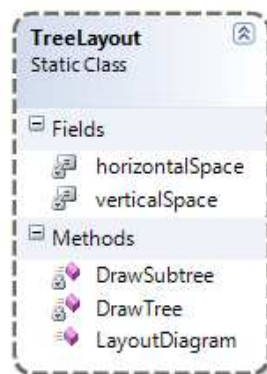 TreeLayout
Static Class
Fields
horizontalSpace
verticalSpace
Methods
DrawSubtree
DrawTree
LayoutDiagram